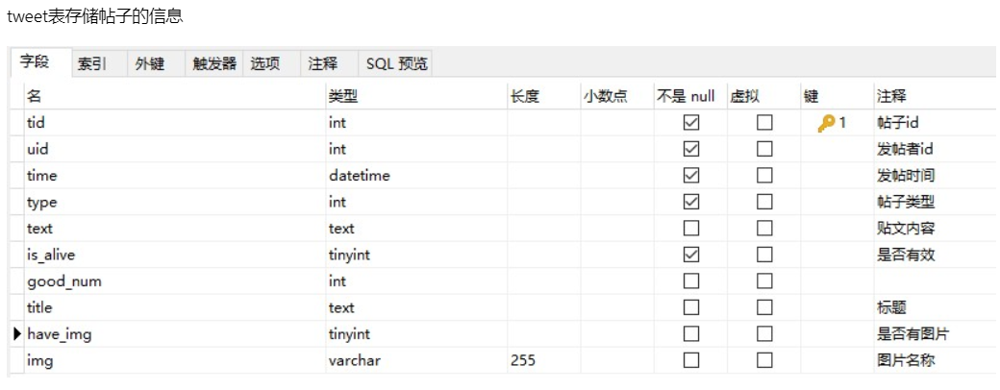 tweet表存储帖子的信息
字段 索引 外键 触发器 选项 注释 SQL 预览
名 类型 长度 小数点 不是 null 虚拟 键 注释
tid int 1 帖子id
uid int 发帖者id
time datetime 发帖时间
type int 帖子类型
text text 贴文内容
is_alive tinyint 是否有效
good_num int
title text 标题
have_img tinyint 是否有图片
img varchar 255 图片名称